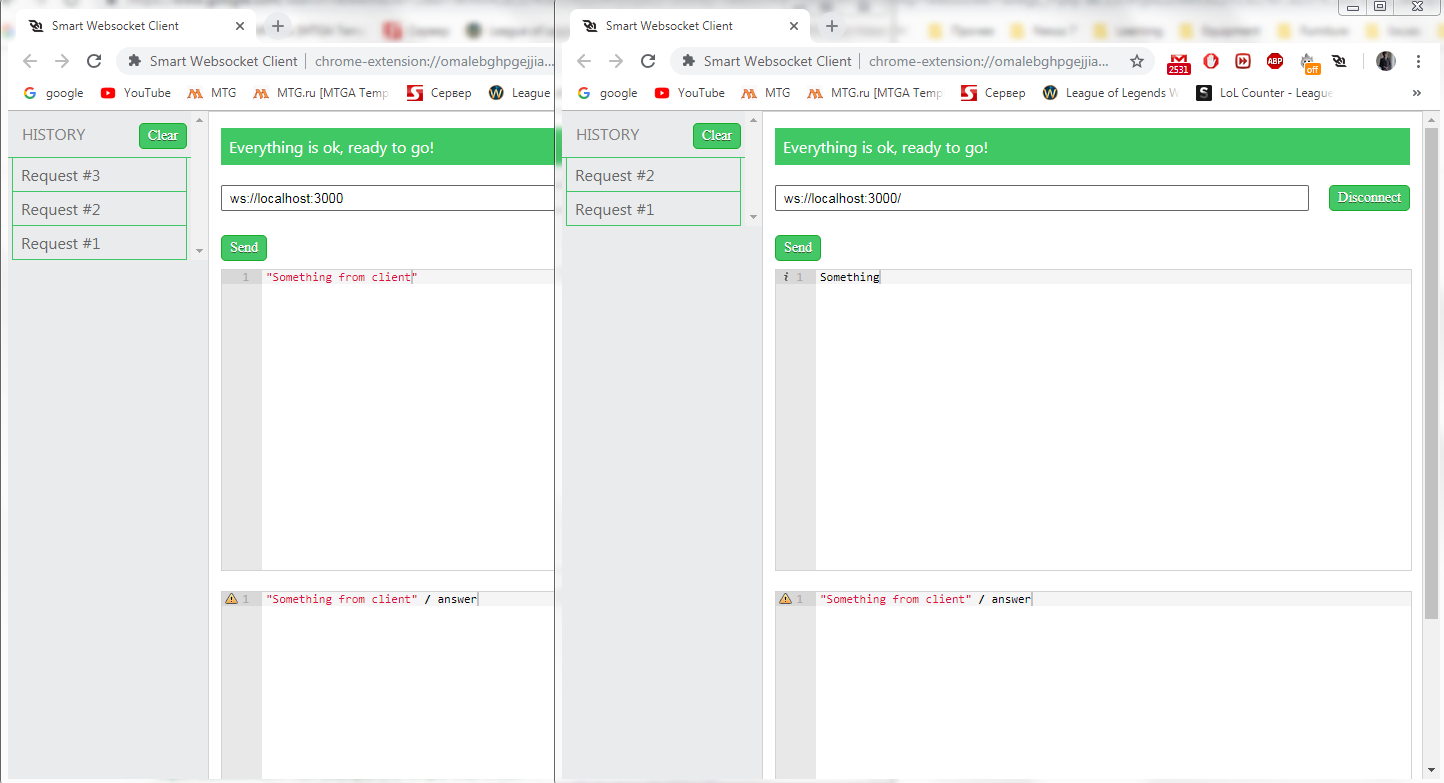 Smart Websocket Client
Smart Websocket Client chrome-extension://omalebghpgejjia...
google YouTube MTG MTG.ru [MTGA Temp Сервер League
HISTORY Clear
Request #3
Request #2
Request #1
Everything is ok, ready to go!
ws://localhost:3000
Send
1 "Something from client"
1 "Something from client" / answer
Smart Websocket Client
Smart Websocket Client chrome-extension://omalebghpgejjia...
2531 ABP off
google YouTube MTG MTG.ru [MTGA Temp Сервер League of Legends W LoL Counter - League
HISTORY Clear
Request #2
Request #1
Everything is ok, ready to go!
ws://localhost:3000/ Disconnect
Send
i 1 Something
1 "Something from client" / answer